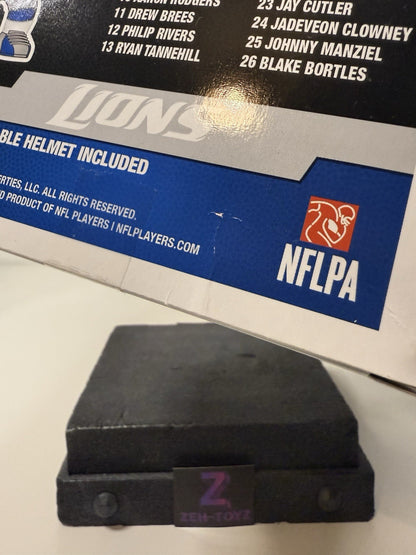 RODGERS
11 DREW BREES
12 PHILIP RIVERS
13 RYAN TANNEHILL
23 JAY CUTLER
24 JADEVEON CLOWNEY
25 JOHNNY MANZIEL
26 BLAKE BORTLES
LIONS
BLE HELMET INCLUDED
ERTIES, LLC. ALL RIGHTS RESERVED.
D PRODUCT OF NFL PLAYERS | NFLPLAYERS.COM
NFLPA
Z
ZEH-TOYZ